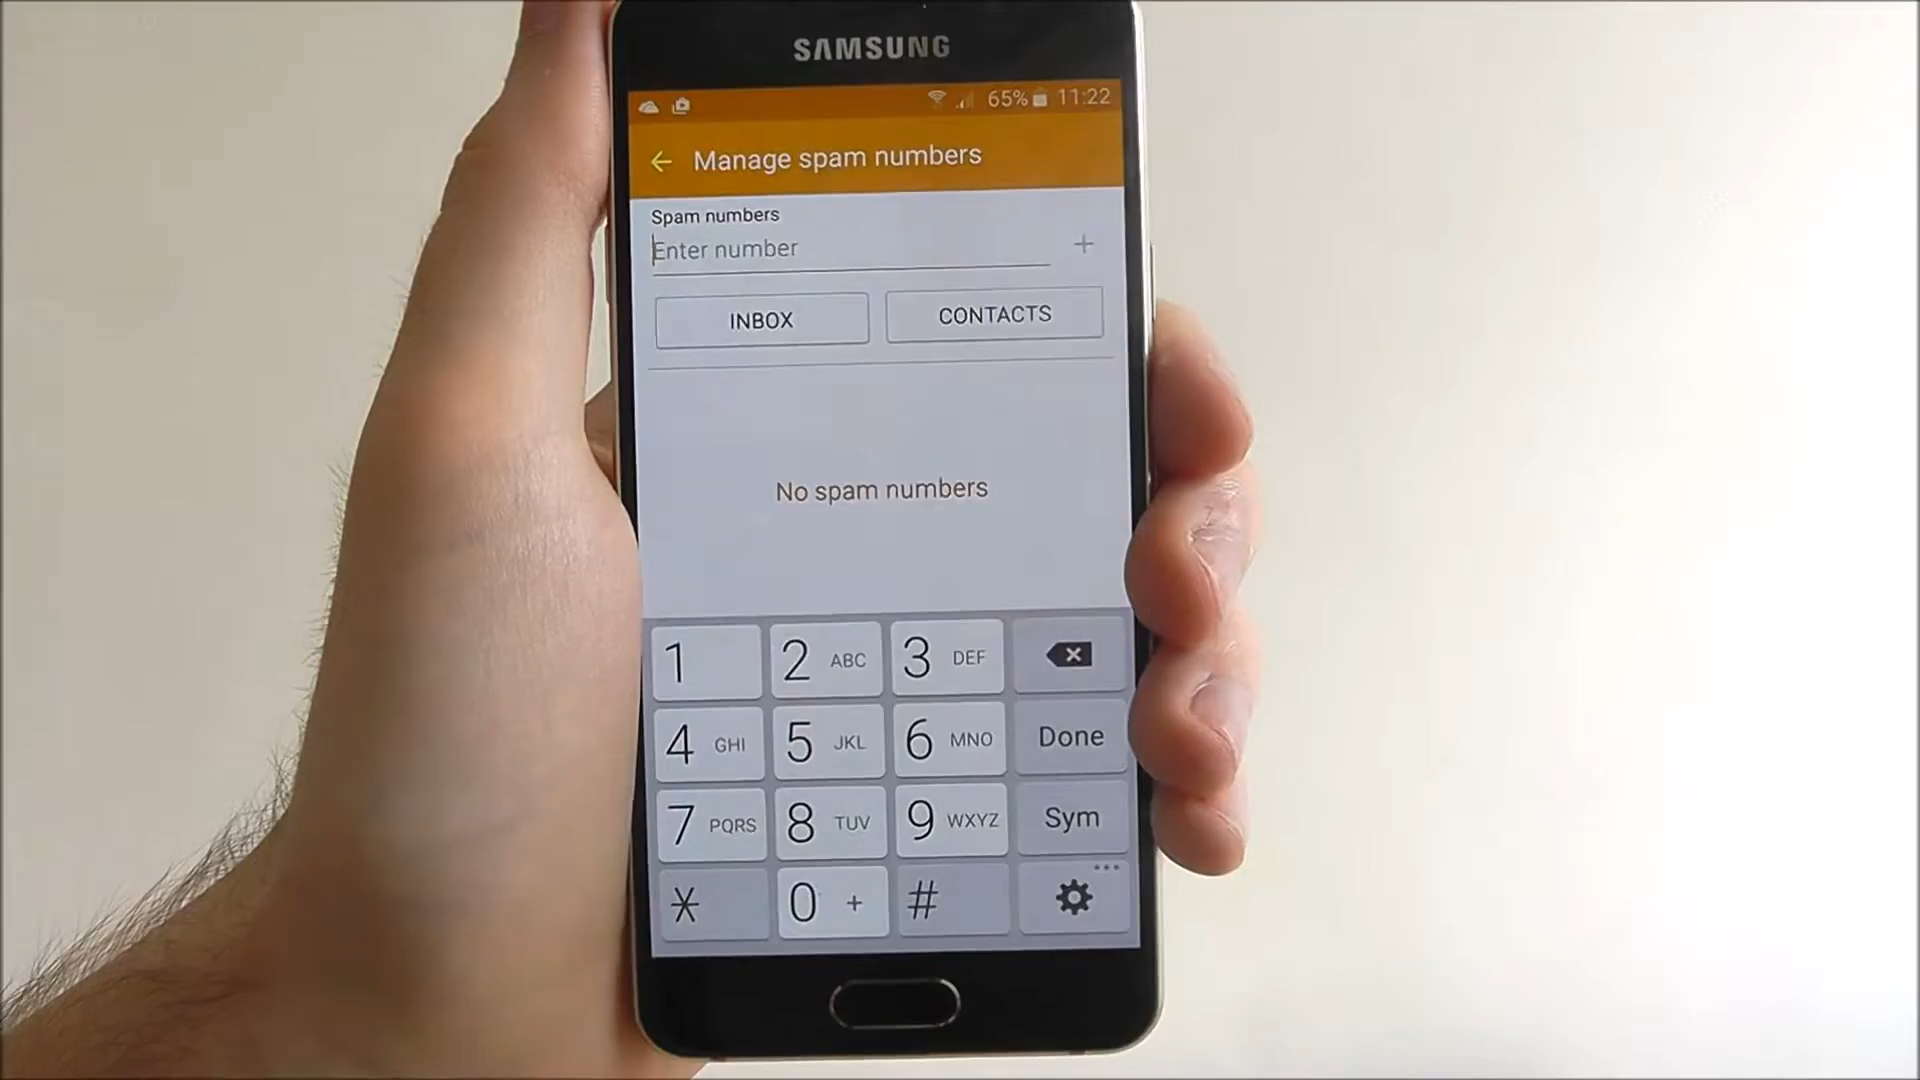 SAMSUNG
65% 11:22
Manage spam numbers
Spam numbers
Enter number +
INBOX CONTACTS
No spam numbers
1 2 ABC 3 DEF
4 GHI 5 JKL 6 MNO Done
7 PQRS 8 TUV 9 WXYZ Sym
* 0 + # ...